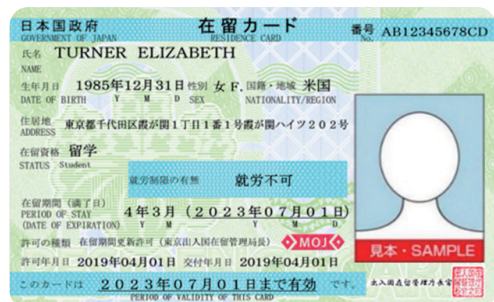 日本国政府 在留カード 番号 AB12345678CD
GOVERNMENT OF JAPAN RESIDENCE CARD No.
氏名 TURNER ELIZABETH
NAME
生年月日 1985年12月31日 性別 女 F. 国籍・地域 米国
DATE OF BIRTH Y M D SEX NATIONALITY/REGION
住居地 東京都千代田区霞が関1丁目1番1号霞が関ハイツ202号
ADDRESS
在留資格 留学
STATUS Student
就労制限の有無 就労不可
在留期間(満了日) 4年3月(2023年07月01日)
PERIOD OF STAY
(DATE OF EXPIRATION) Y M Y M D
許可の種類 在留期間更新許可(東京出入国在留管理局長) MOJ
見本・SAMPLE
許可年月日 2019年04月01日 交付年月日 2019年04月01日
このカードは 2023年07月01日まで有効 です。
PERIOD OF VALIDITY OF THIS CARD
出入国在留管理庁長官